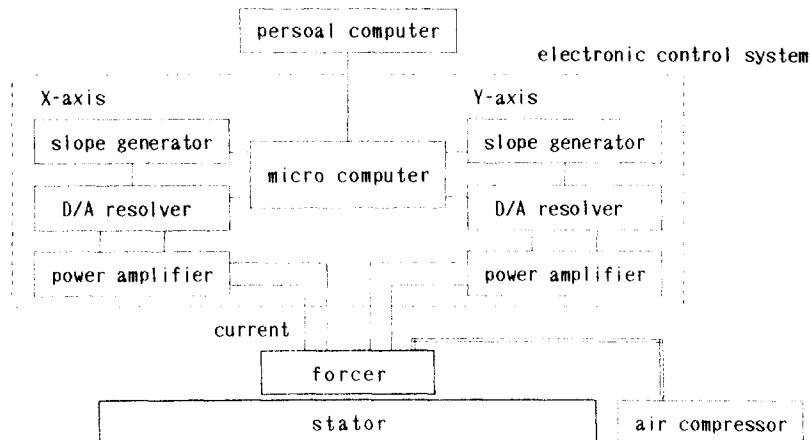 persoal computer
electronic control system
X-axis
Y-axis
slope generator
slope generator
micro computer
D/A resolver
D/A resolver
power amplifier
power amplifier
current
forcer
stator
air compressor